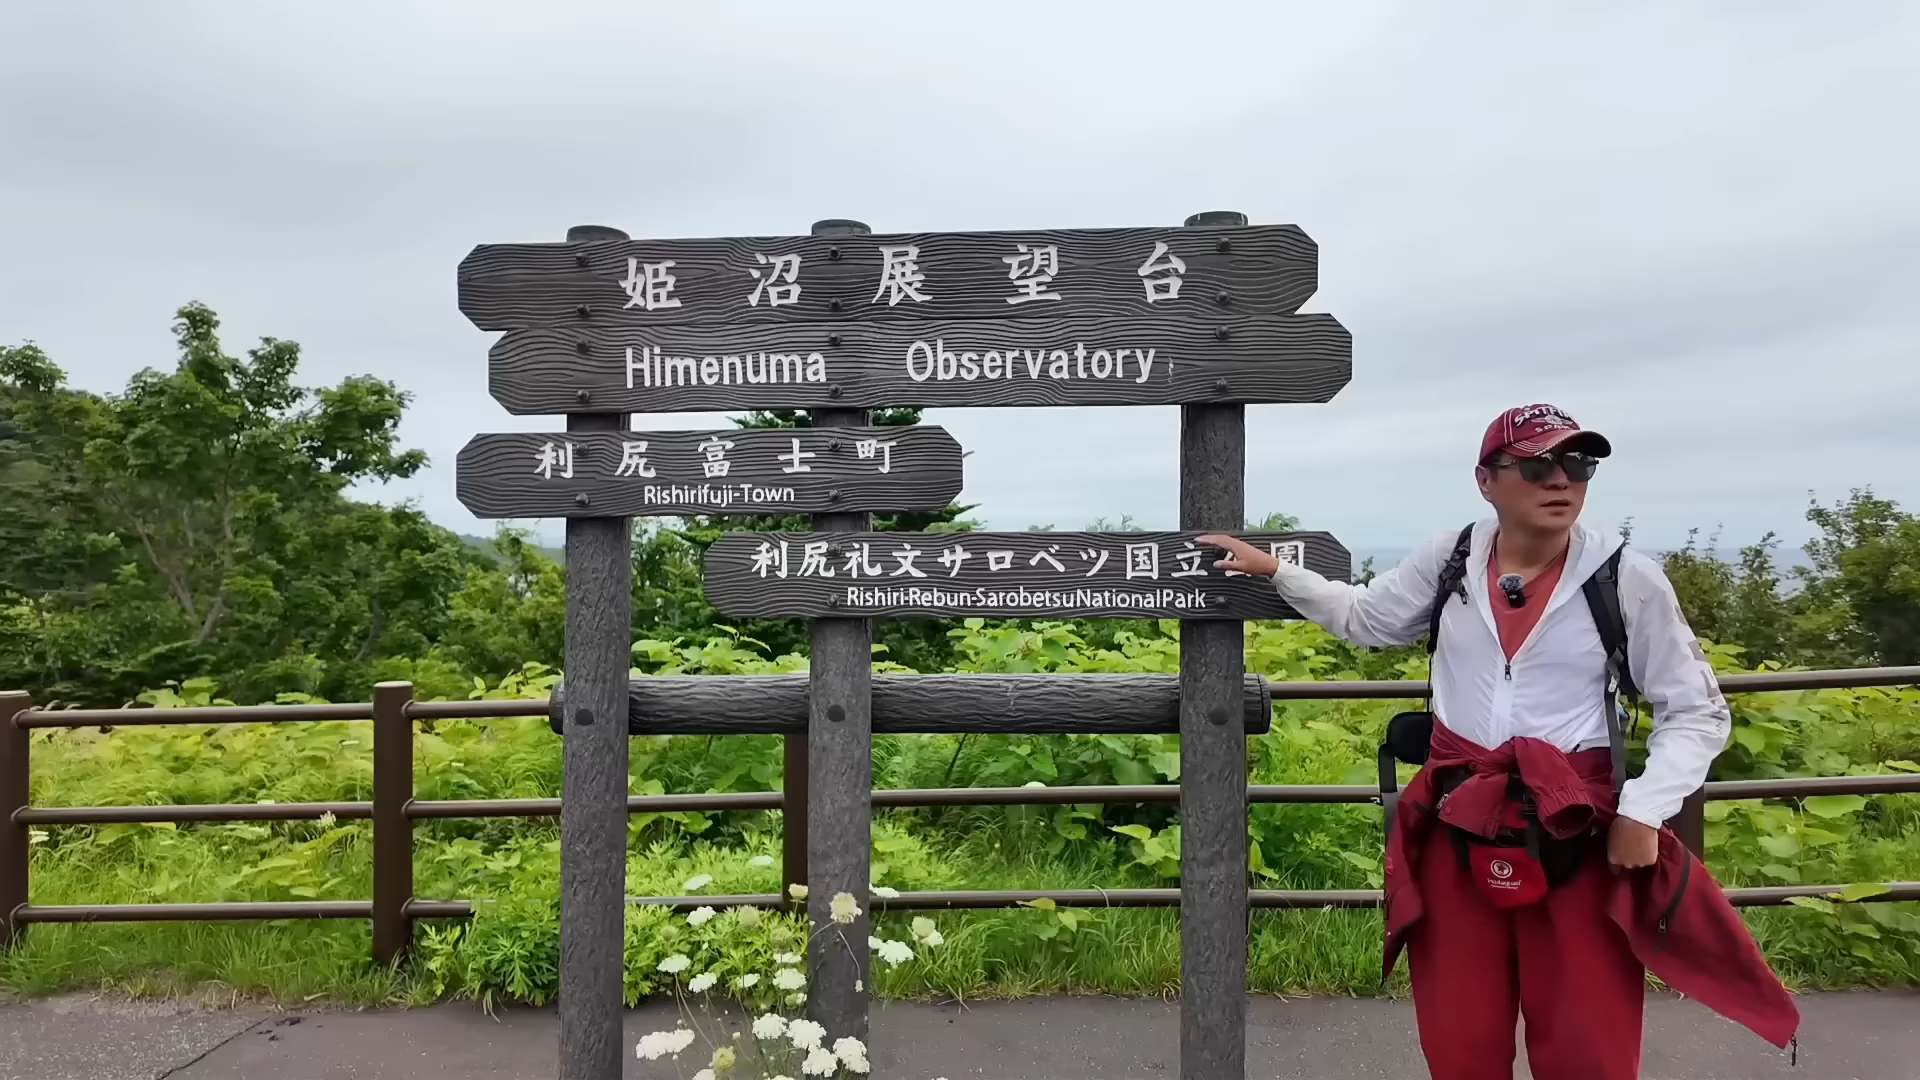 姫沼展望台
Himenuma Observatory
利尻富士町
Rishirifuji-Town
利尻礼文サロベツ国立 園
Rishiri-Rebun-SarobetsuNationalPark